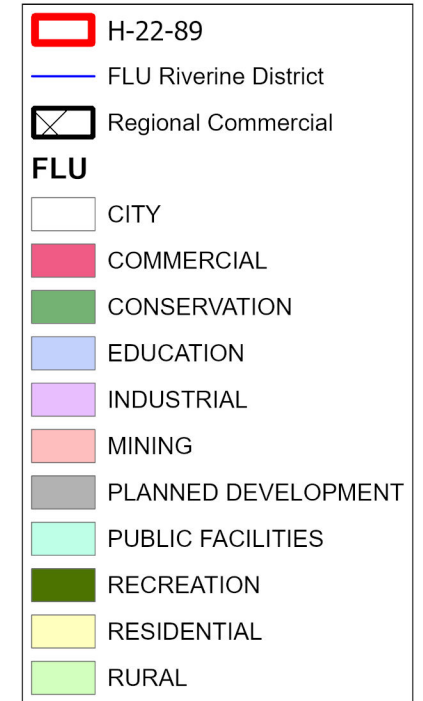 H-22-89
FLU Riverine District
Regional Commercial
FLU
CITY
COMMERCIAL
CONSERVATION
EDUCATION
INDUSTRIAL
MINING
PLANNED DEVELOPMENT
PUBLIC FACILITIES
RECREATION
RESIDENTIAL
RURAL